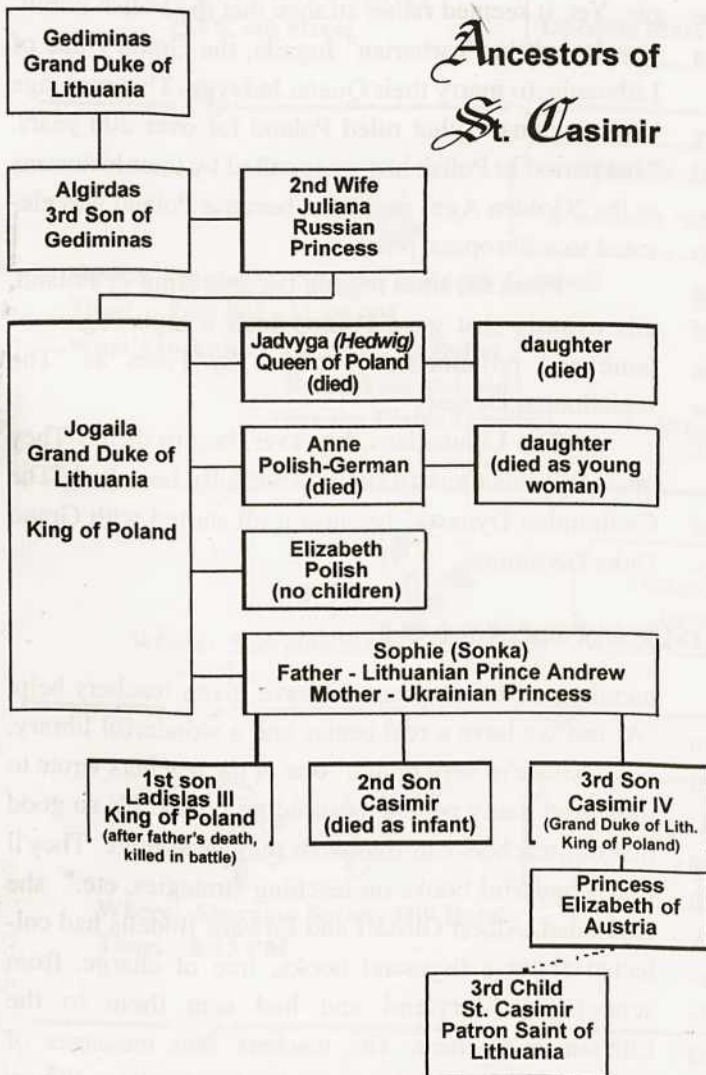 Ancestors of
St. Casimir
Gediminas
Grand Duke of
Lithuania
Algirdas
3rd Son of
Gediminas
2nd Wife
Juliana
Russian
Princess
Jogaila
Grand Duke of
Lithuania
King of Poland
Jadvyga (Hedwig)
Queen of Poland
(died)
daughter
(died)
Anne
Polish-German
(died)
daughter
(died as young
woman)
Elizabeth
Polish
(no children)
Sophie (Sonka)
Father - Lithuanian Prince Andrew
Mother - Ukrainian Princess
1st son
Ladislas III
King of Poland
(after father's death,
killed in battle)
2nd Son
Casimir
(died as infant)
3rd Son
Casimir IV
(Grand Duke of Lith.
King of Poland)
Princess
Elizabeth of
Austria
3rd Child
St. Casimir
Patron Saint of
Lithuania